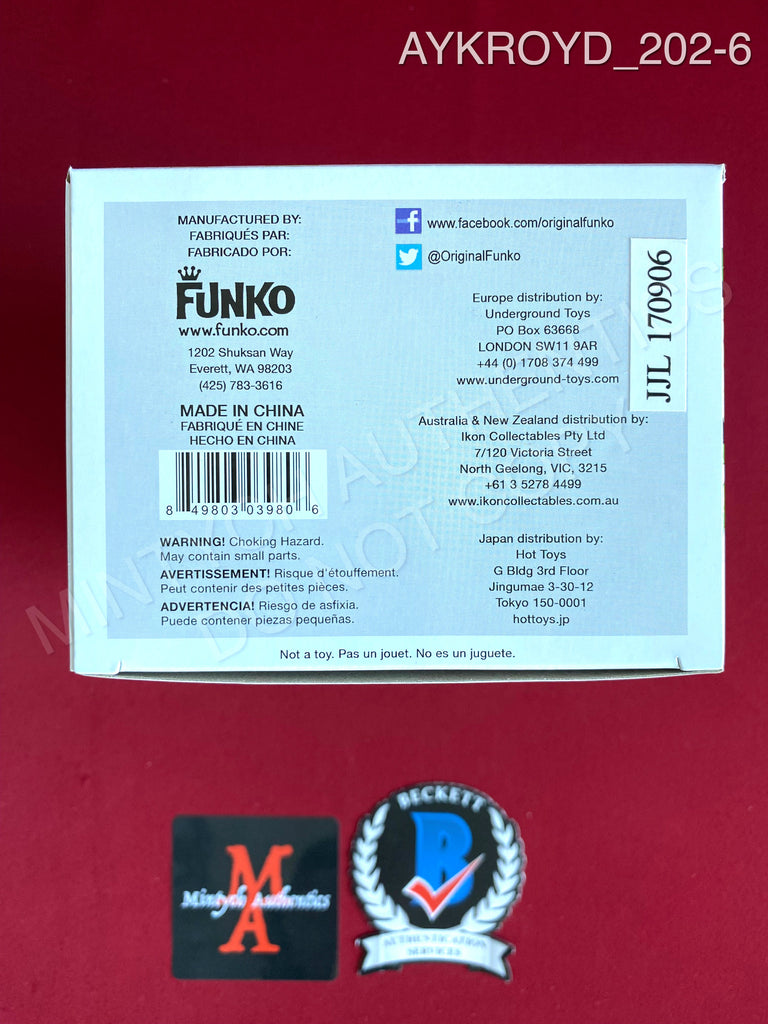 AYKROYD_202-6
MANUFACTURED BY:
FABRIQUÉS PAR:
FABRICADO POR:
FUNKO
www.funko.com
1202 Shuksan Way
Everett, WA 98203
(425) 783-3616
MADE IN CHINA
FABRIQUÉ EN CHINE
HECHO EN CHINA
8 49803 03980 6
WARNING! Choking Hazard.
May contain small parts.
AVERTISSEMENT! Risque d'étouffement.
Peut contenir des petites pièces.
ADVERTENCIA! Riesgo de asfixia.
Puede contener piezas pequeñas.
f www.facebook.com/originalfunko
@OriginalFunko
Europe distribution by:
Underground Toys
PO Box 63668
LONDON SW11 9AR
+44 (0) 1708 374 499
www.underground-toys.com
Australia & New Zealand distribution by:
Ikon Collectables Pty Ltd
7/120 Victoria Street
North Geelong, VIC, 3215
+61 3 5278 4499
www.ikoncollectables.com.au
Japan distribution by:
Hot Toys
G Bldg 3rd Floor
Jingumae 3-30-12
Tokyo 150-0001
hottoys.jp
JJL 170906
Not a toy. Pas un jouet. No es un juguete.
MINTYCH AUTHENTICS
DO NOT COPY
MA
Mintych Authentics
BECKETT
B
AUTHENTICATION
SERVICES